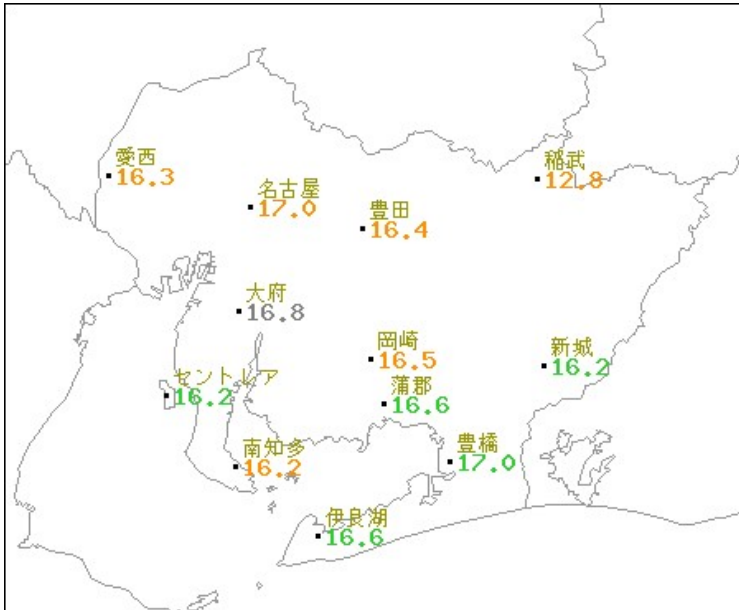 愛西
16.3
稲武
12.8
名古屋
17.0
豊田
16.4
大府
16.8
岡崎
16.5
新城
16.2
セントレア
16.2
蒲郡
16.6
南知多
16.2
豊橋
17.0
伊良湖
16.6